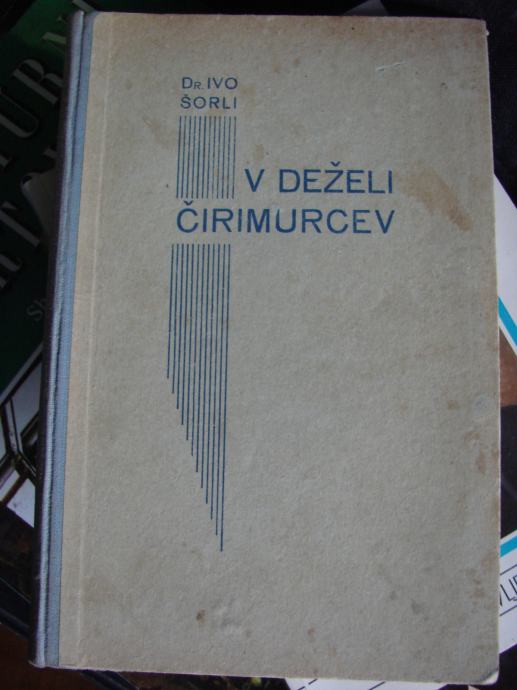 DR. IVO
ŠORLI
V DEŽELI
ČIRIMURCEV